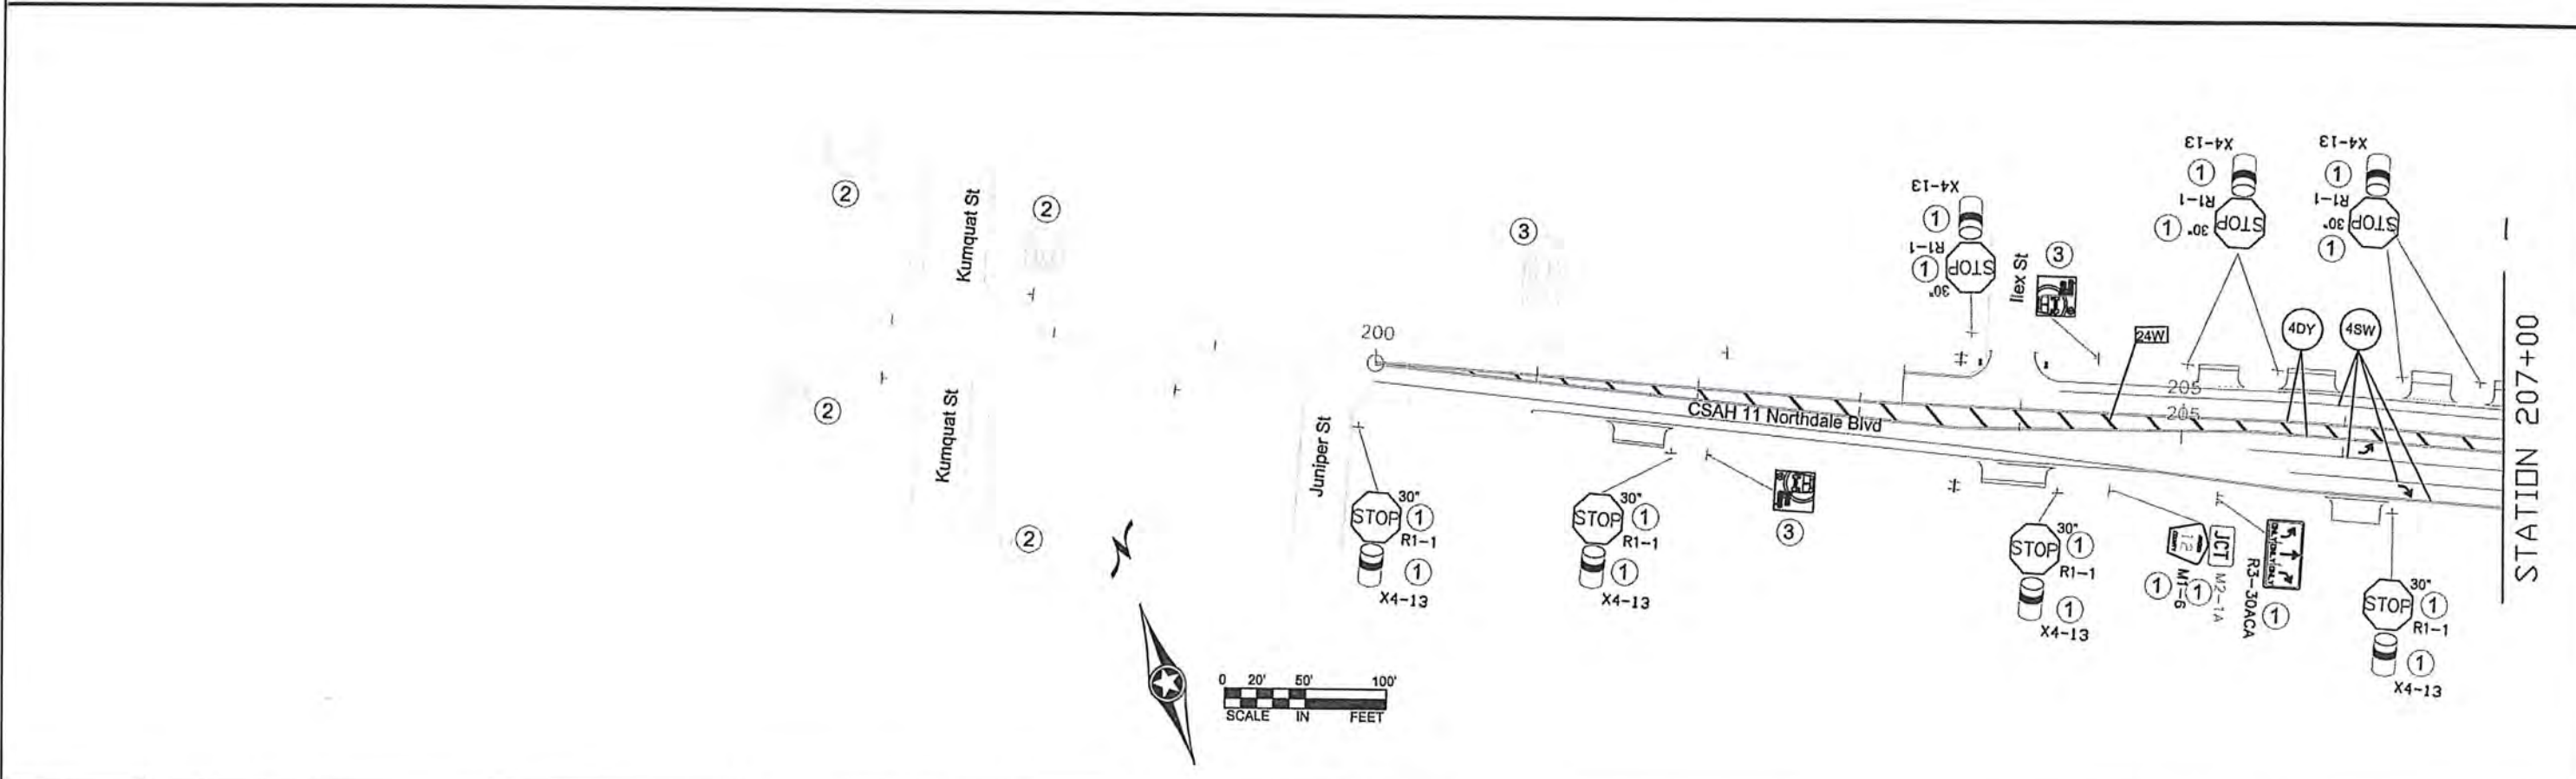 X4-13
1
R1-1
STOP
30"
1
X4-13
1
R1-1
STOP
30"
1
X4-13
1
R1-1
STOP
30"
1
2
Kumquat St
2
3
Ilex St
3
200
24W
4DY
4SW
205
205
CSAH 11 Northdale Blvd
2
Kumquat St
2
Juniper St
N
STOP
30"
1
R1-1
1
X4-13
STOP
30"
1
R1-1
1
X4-13
3
STOP
30"
1
R1-1
1
X4-13
12
M1-6
1
JCT
M2-1A
1
ONLY ONLY ONLY
R3-30ACA
1
STOP
30"
1
R1-1
1
X4-13
STATION 207+00
0 20' 50' 100'
SCALE IN FEET